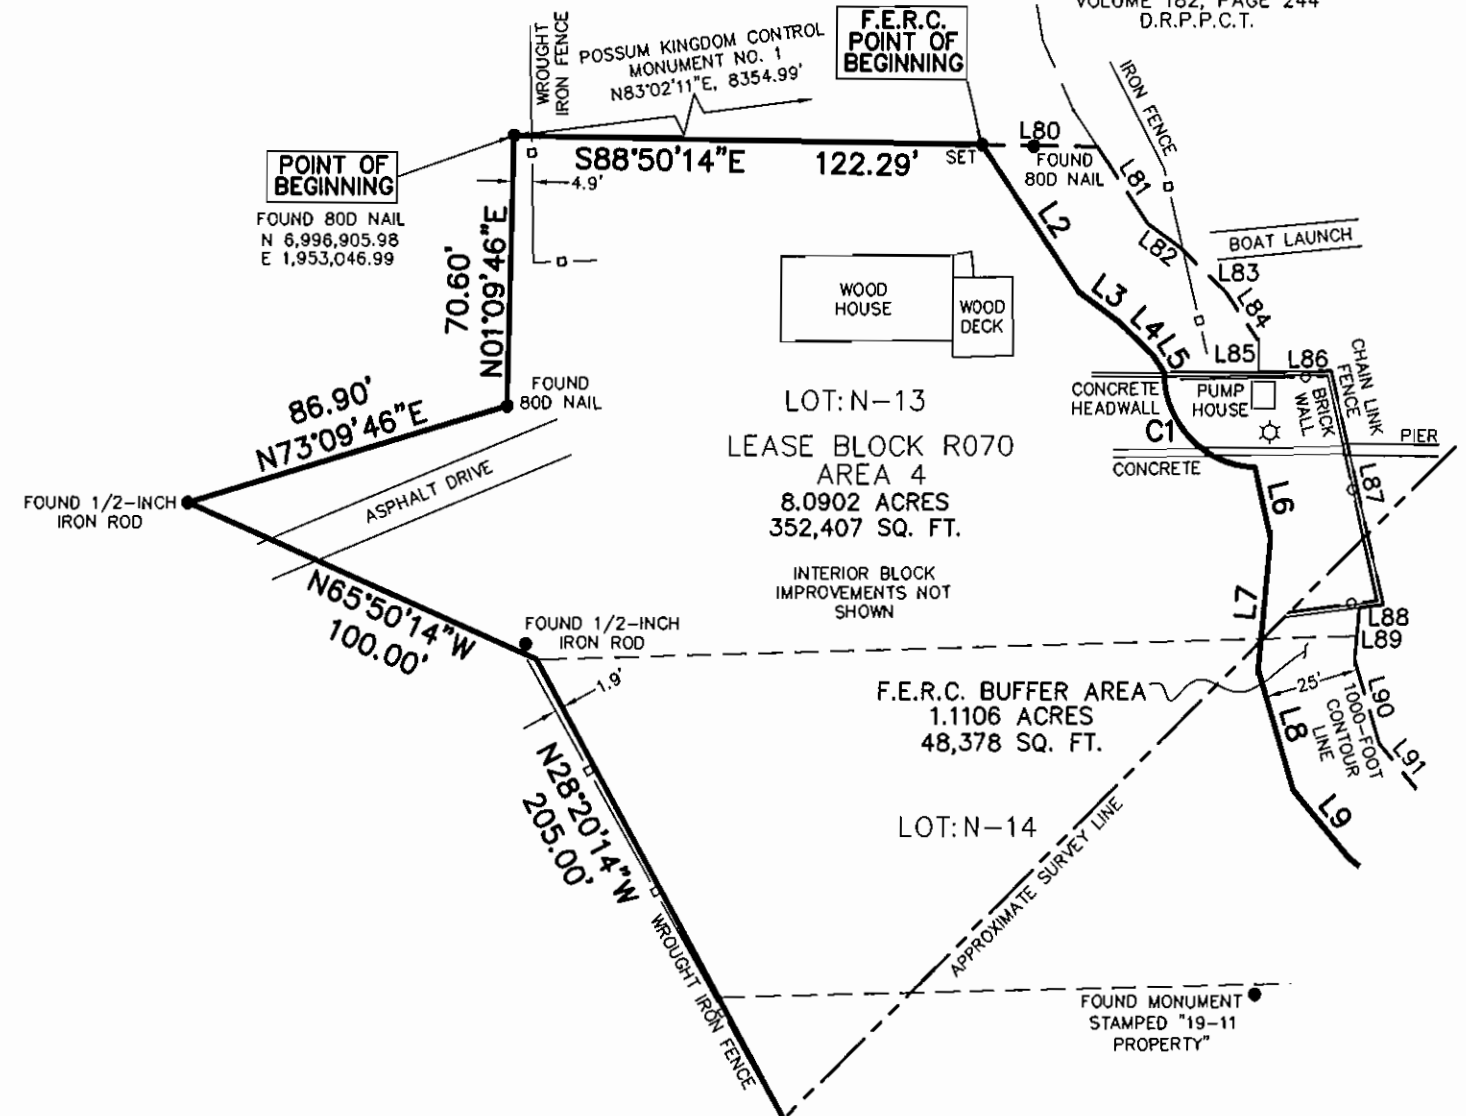 VOLUME 182, PAGE 244
D.R.P.P.C.T.
F.E.R.C.
POINT OF
BEGINNING
WROUGHT
IRON FENCE
POSSUM KINGDOM CONTROL
MONUMENT NO. 1
N83°02'11"E, 8354.99'
IRON FENCE
POINT OF
BEGINNING
FOUND 80D NAIL
N 6,996,905.98
E 1,953,046.99
S88°50'14"E 122.29'
SET
L80
FOUND
80D NAIL
4.9'
70.60'
N01°09'46"E
L2
L81
L82
BOAT LAUNCH
L83
L84
WOOD
HOUSE
WOOD
DECK
L3
L4
L5
L85
L86
CHAIN LINK
FENCE
BRICK
WALL
CONCRETE
HEADWALL
PUMP
HOUSE
C1
PIER
CONCRETE
86.90'
N73°09'46"E
FOUND
80D NAIL
LOT: N-13
LEASE BLOCK R070
AREA 4
8.0902 ACRES
352,407 SQ. FT.
INTERIOR BLOCK
IMPROVEMENTS NOT
SHOWN
FOUND 1/2-INCH
IRON ROD
ASPHALT DRIVE
L6
L87
N65°50'14"W
100.00'
FOUND 1/2-INCH
IRON ROD
L7
L88
L89
1.9'
F.E.R.C. BUFFER AREA
1.1106 ACRES
48,378 SQ. FT.
25'
L8
L90
1000-FOOT
CONTOUR
LINE
L91
L9
N28°20'14"W
205.00'
LOT: N-14
APPROXIMATE SURVEY LINE
WROUGHT IRON FENCE
FOUND MONUMENT
STAMPED "19-11
PROPERTY"